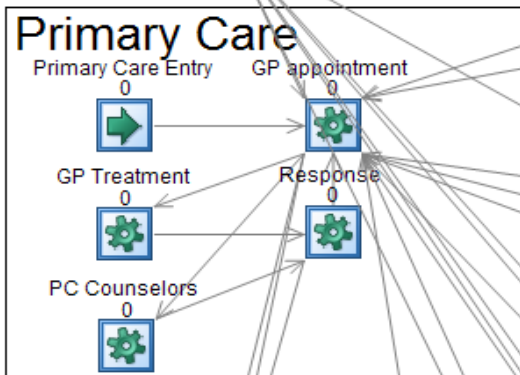 Primary Care
Primary Care Entry
0
GP appointment
0
GP Treatment
0
Response
0
PC Counselors
0